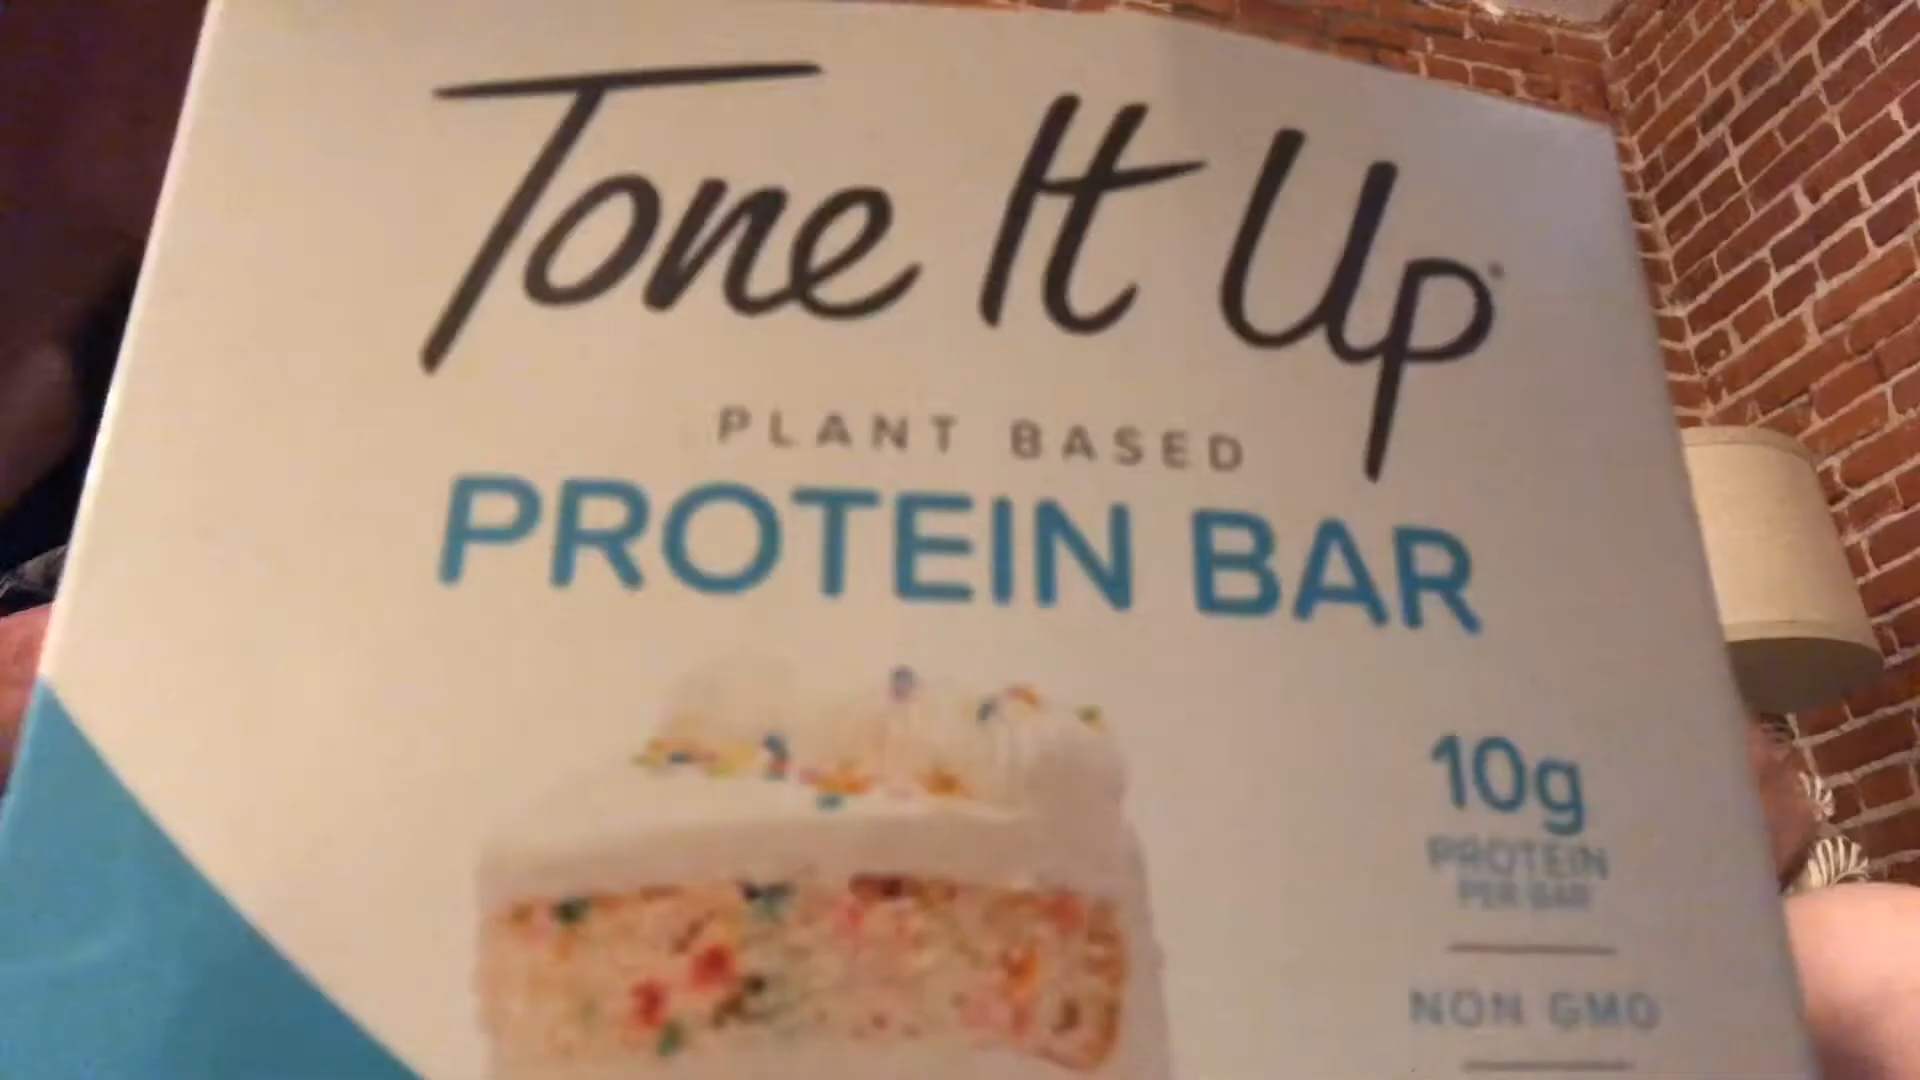 Tone It Up
PLANT BASED
PROTEIN BAR
10g
PROTEIN
PER BAR
NON GMO